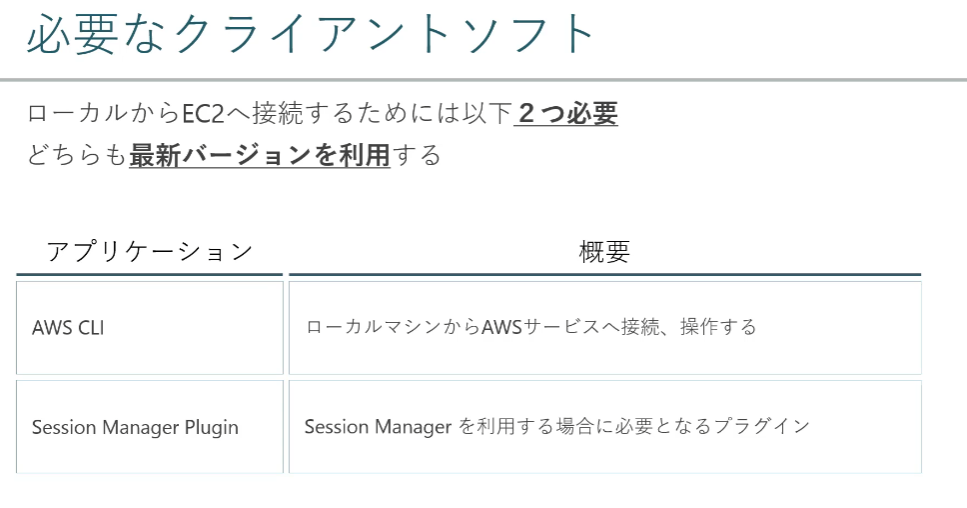 必要なクライアントソフト
ローカルからEC2へ接続するためには以下２つ必要
どちらも最新バージョンを利用する
アプリケーション
概要
AWS CLI
ローカルマシンからAWSサービスへ接続、操作する
Session Manager Plugin
Session Manager を利用する場合に必要となるプラグイン